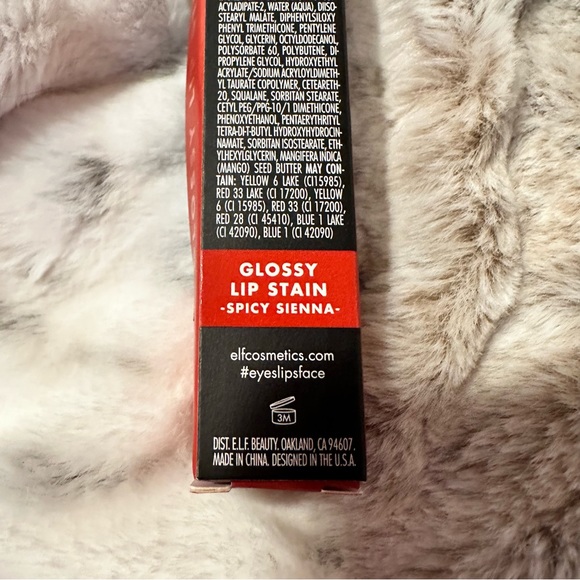 ACYLADIPATE-2, WATER (AQUA), DIISO-
STEARYL MALATE, DIPHENYLSILOXY
PHENYL TRIMETHICONE, PENTYLENE
GLYCOL, GLYCERIN, OCTYLDODECANOL,
POLYSORBATE 60, POLYBUTENE, DI-
PROPYLENE GLYCOL, HYDROXYETHYL
ACRYLATE/SODIUM ACRYLOYLDIMETH-
YL TAURATE COPOLYMER, CETEARETH-
20, SQUALANE, SORBITAN STEARATE,
CETYL PEG/PPG-10/1 DIMETHICONE,
PHENOXYETHANOL, PENTAERYTHRITYL
TETRA-DI-T-BUTYL HYDROXYHYDROCIN-
NAMATE, SORBITAN ISOSTEARATE, ETH-
YLHEXYLGLYCERIN, MANGIFERA INDICA
(MANGO) SEED BUTTER MAY CON-
TAIN: YELLOW 6 LAKE (CI15985), RED
RED 33 LAKE (CI 17200), YELLOW
6 (CI 15985), RED 33 (CI 17200),
RED 28 (CI 45410), BLUE 1 LAKE
(CI 42090), BLUE 1 (CI 42090)
GLOSSY
LIP STAIN
-SPICY SIENNA-
elfcosmetics.com
#eyeslipsface
3M
DIST. E.L.F. BEAUTY. OAKLAND, CA 94607.
MADE IN CHINA. DESIGNED IN THE U.S.A.